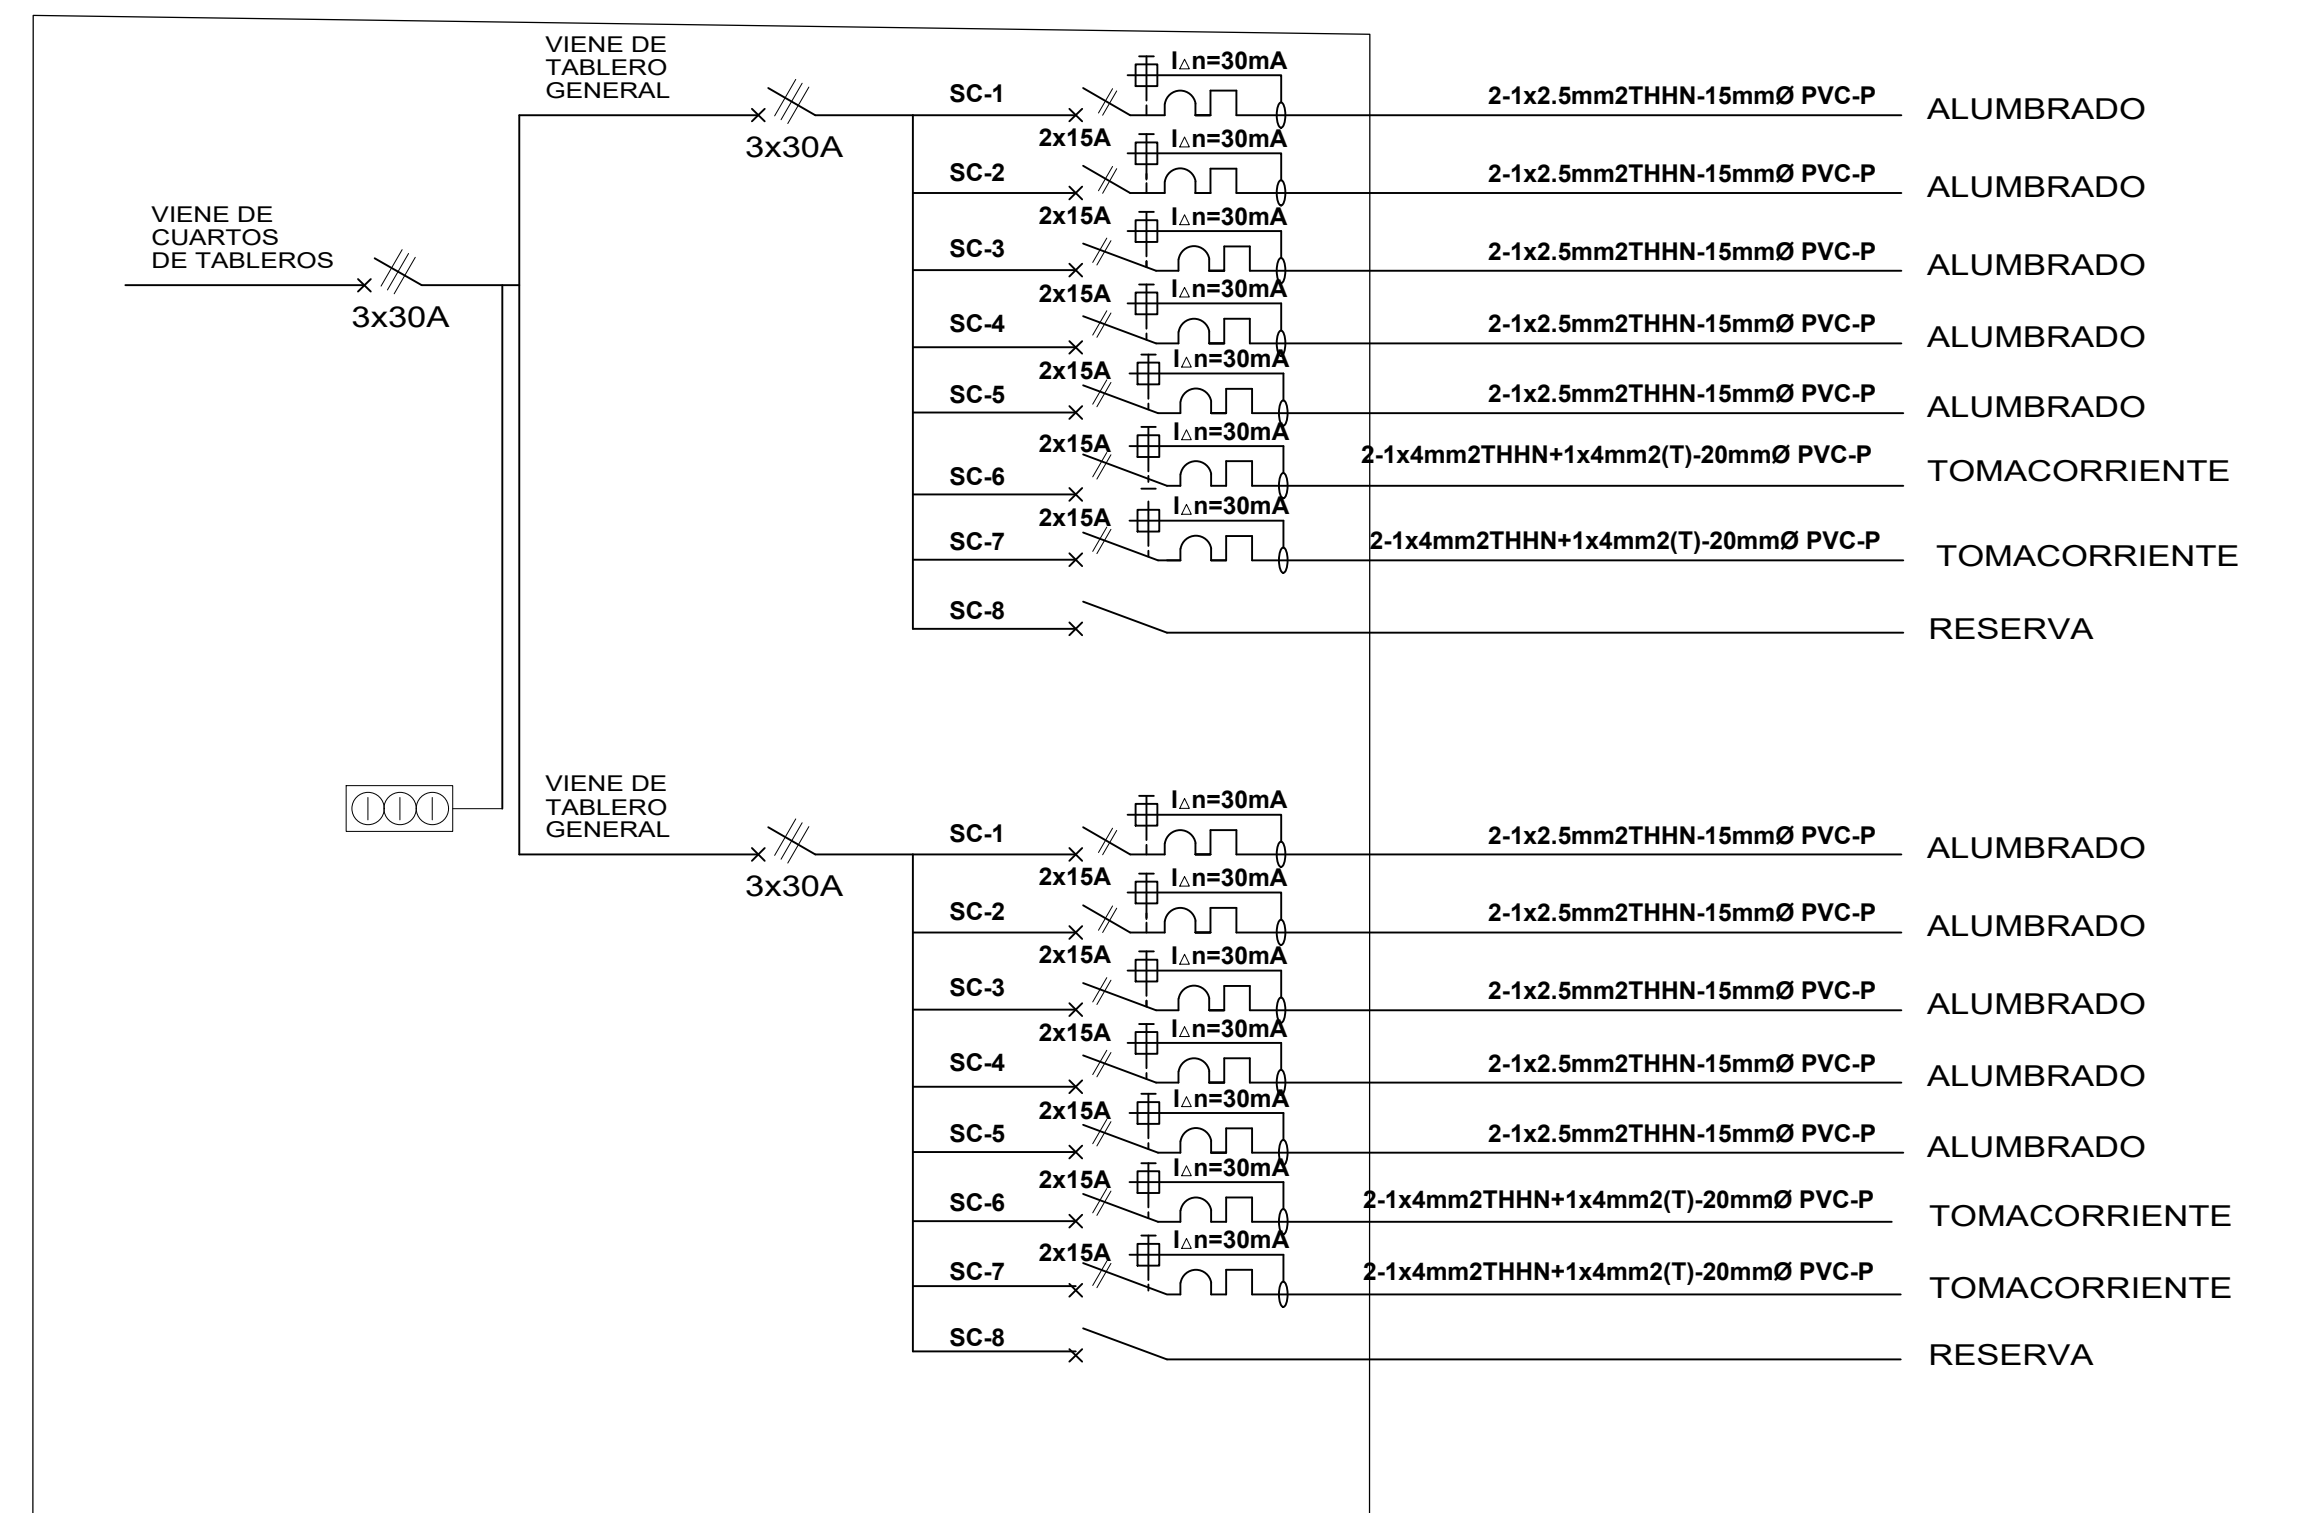 VIENE DE
CUARTOS
DE TABLEROS
3x30A
VIENE DE
TABLERO
GENERAL
3x30A
SC-1
2x15A
I△n=30mA
2-1x2.5mm2THHN-15mmØ PVC-P
ALUMBRADO
SC-2
2x15A
I△n=30mA
2-1x2.5mm2THHN-15mmØ PVC-P
ALUMBRADO
SC-3
2x15A
I△n=30mA
2-1x2.5mm2THHN-15mmØ PVC-P
ALUMBRADO
SC-4
2x15A
I△n=30mA
2-1x2.5mm2THHN-15mmØ PVC-P
ALUMBRADO
SC-5
2x15A
I△n=30mA
2-1x2.5mm2THHN-15mmØ PVC-P
ALUMBRADO
SC-6
2x15A
I△n=30mA
2-1x4mm2THHN+1x4mm2(T)-20mmØ PVC-P
TOMACORRIENTE
SC-7
2x15A
I△n=30mA
2-1x4mm2THHN+1x4mm2(T)-20mmØ PVC-P
TOMACORRIENTE
SC-8
RESERVA
VIENE DE
TABLERO
GENERAL
3x30A
SC-1
2x15A
I△n=30mA
2-1x2.5mm2THHN-15mmØ PVC-P
ALUMBRADO
SC-2
2x15A
I△n=30mA
2-1x2.5mm2THHN-15mmØ PVC-P
ALUMBRADO
SC-3
2x15A
I△n=30mA
2-1x2.5mm2THHN-15mmØ PVC-P
ALUMBRADO
SC-4
2x15A
I△n=30mA
2-1x2.5mm2THHN-15mmØ PVC-P
ALUMBRADO
SC-5
2x15A
I△n=30mA
2-1x2.5mm2THHN-15mmØ PVC-P
ALUMBRADO
SC-6
2x15A
I△n=30mA
2-1x4mm2THHN+1x4mm2(T)-20mmØ PVC-P
TOMACORRIENTE
SC-7
2x15A
I△n=30mA
2-1x4mm2THHN+1x4mm2(T)-20mmØ PVC-P
TOMACORRIENTE
SC-8
RESERVA